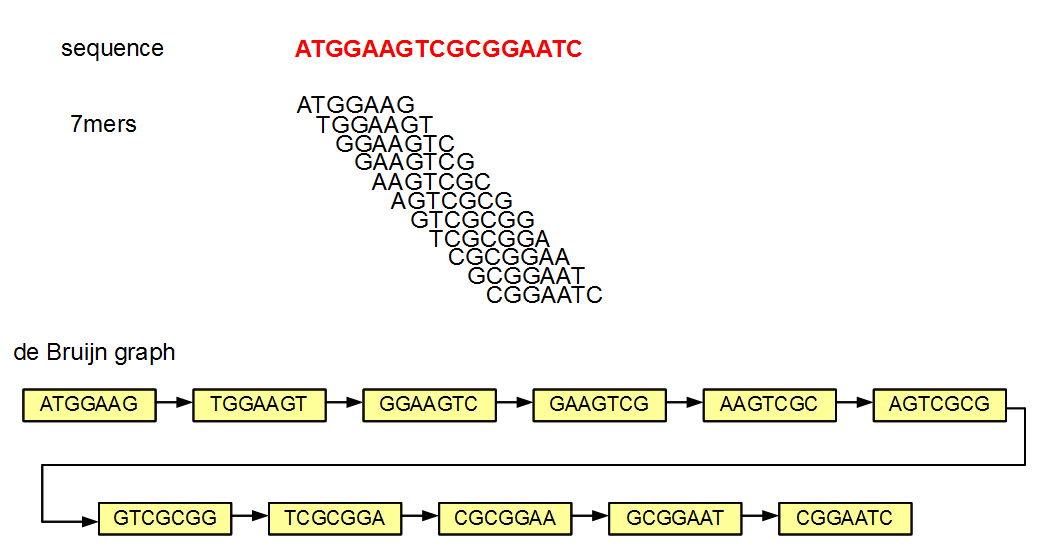 sequence ATGGAAGTCGCGGAATC
7mers
ATGGAAG
TGGAAGT
GGAAGTC
GAAGTCG
AAGTCGC
AGTCGCG
GTCGCGG
TCGCGGA
CGCGGAA
GCGGAAT
CGGAATC
de Bruijn graph
ATGGAAG TGGAAGT GGAAGTC GAAGTCG AAGTCGC AGTCGCG
GTCGCGG TCGCGGA CGCGGAA GCGGAAT CGGAATC